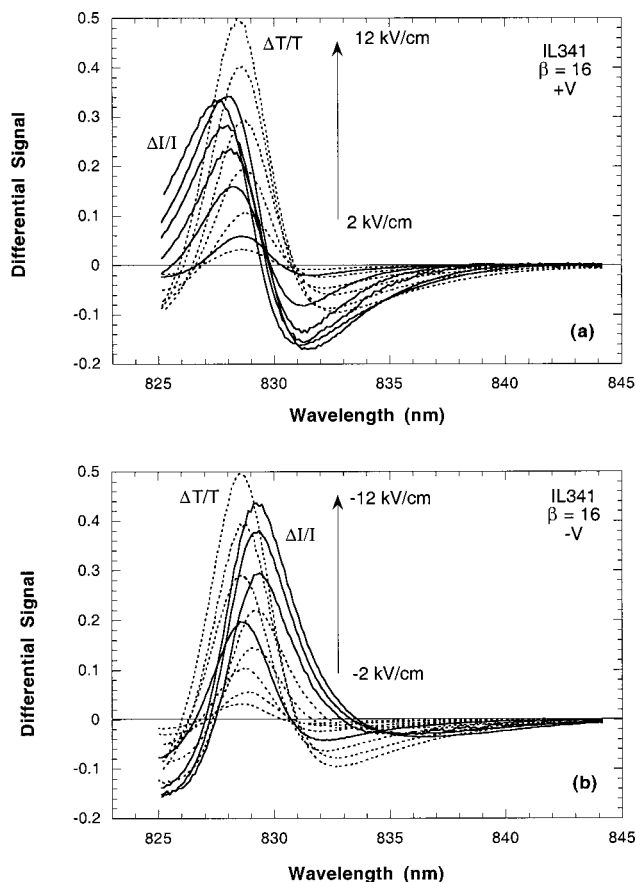 0.5
0.4
0.3
0.2
0.1
0
-0.1
-0.2
Differential Signal
ΔT/T
12 kV/cm
IL341
β = 16
+V
ΔI/I
2 kV/cm
(a)
825 830 835 840 845
Wavelength (nm)
0.5
0.4
0.3
0.2
0.1
0
-0.1
-0.2
Differential Signal
ΔT/T
-12 kV/cm
IL341
β = 16
-V
ΔI/I
-2 kV/cm
(b)
825 830 835 840 845
Wavelength (nm)